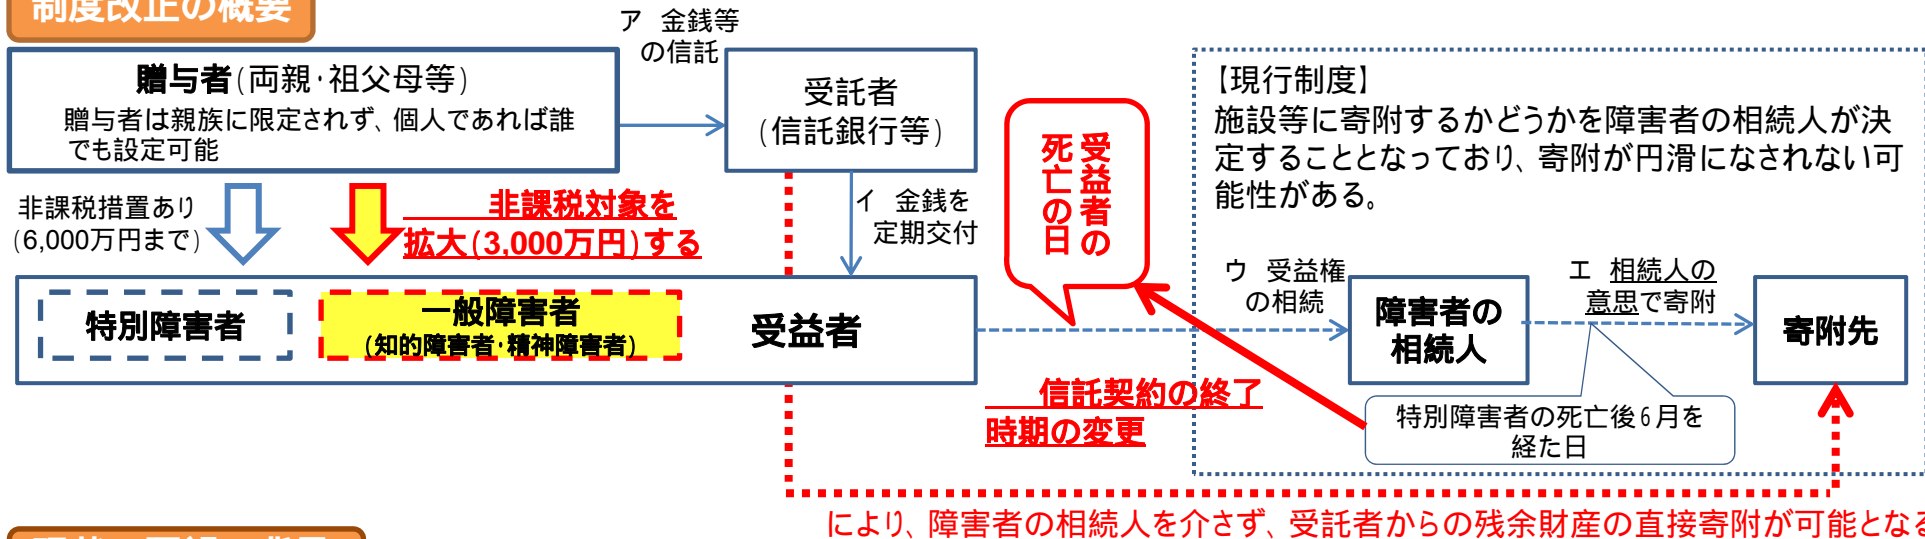 制度改正の概要
ア 金銭等
の信託
贈与者(両親・祖父母等)
贈与者は親族に限定されず、個人であれば誰
でも設定可能
受託者
(信託銀行等)
受益者の
死亡の日
【現行制度】
施設等に寄附するかどうかを障害者の相続人が決
定することとなっており、寄附が円滑になされない可
能性がある。
非課税措置あり
(6,000万円まで)
非課税対象を
拡大(3,000万円)する
イ 金銭を
定期交付
特別障害者
一般障害者
(知的障害者・精神障害者)
受益者
ウ 受益権
の相続
障害者の
相続人
エ 相続人の
意思で寄附
寄附先
信託契約の終了
時期の変更
特別障害者の死亡後6月を
経た日
により、障害者の相続人を介さず、受託者からの残余財産の直接寄附が可能となる